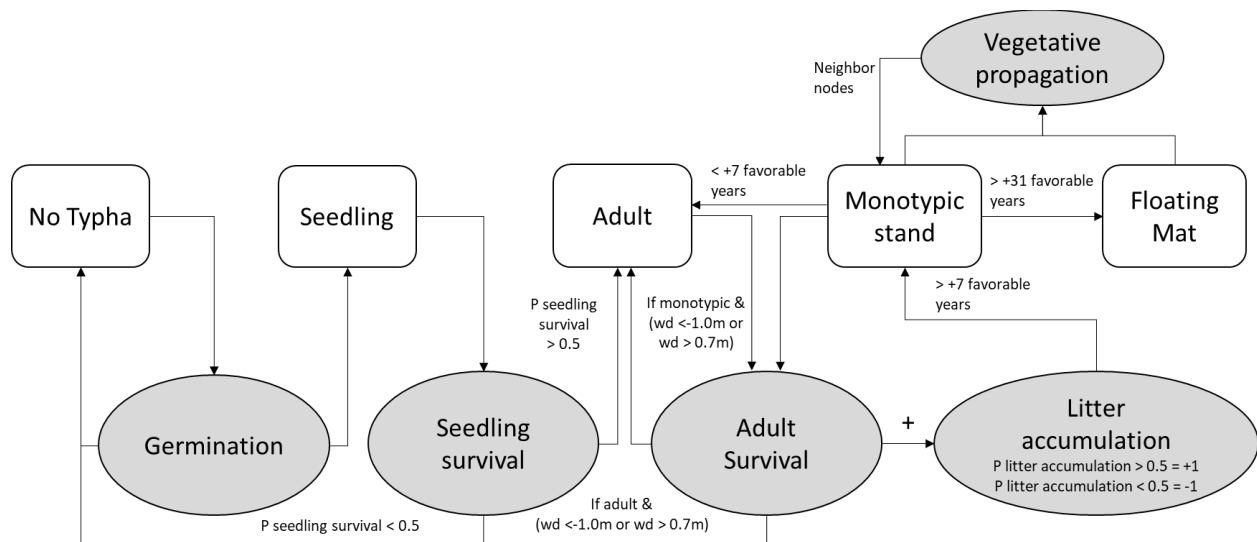 Vegetative
propagation
Neighbor
nodes
No Typha
Seedling
Adult
< +7 favorable
years
Monotypic
stand
> +31 favorable
years
Floating
Mat
> +7 favorable
years
P seedling
survival
> 0.5
If monotypic &
(wd <-1.0m or
wd > 0.7m)
Germination
Seedling
survival
Adult
Survival
+
Litter
accumulation
P litter accumulation > 0.5 = +1
P litter accumulation < 0.5 = -1
P seedling survival < 0.5
If adult &
(wd <-1.0m or wd > 0.7m)